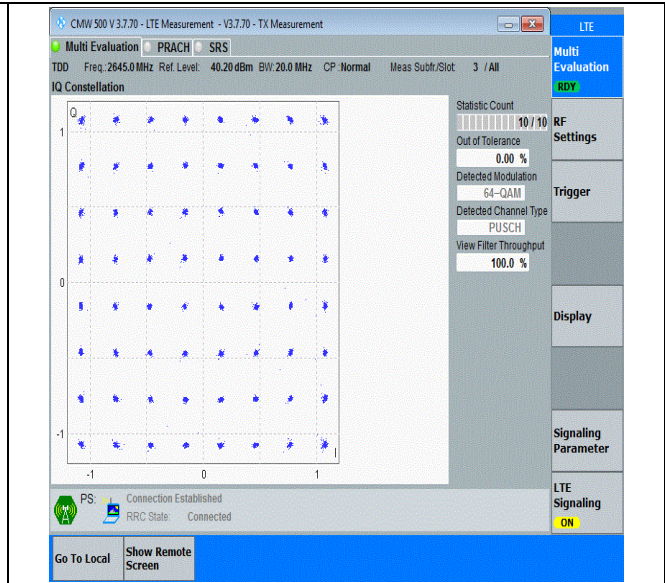 CMW 500 V 3.7.70 - LTE Measurement - V3.7.70 - TX Measurement
LTE
Multi Evaluation PRACH SRS
Multi
Evaluation
RDY
TDD Freq.:2645.0 MHz Ref. Level: 40.20 dBm BW: 20.0 MHz CP :Normal Meas Subfr./Slot: 3 / All
IQ Constellation
Q
1
0
-1
-1 0 1
I
Statistic Count
10 / 10
Out of Tolerance
0.00 %
Detected Modulation
64-QAM
Detected Channel Type
PUSCH
View Filter Throughput
100.0 %
RF
Settings
Trigger
Display
Signaling
Parameter
LTE
Signaling
ON
PS: Connection Established
RRC State: Connected
Go To Local
Show Remote
Screen